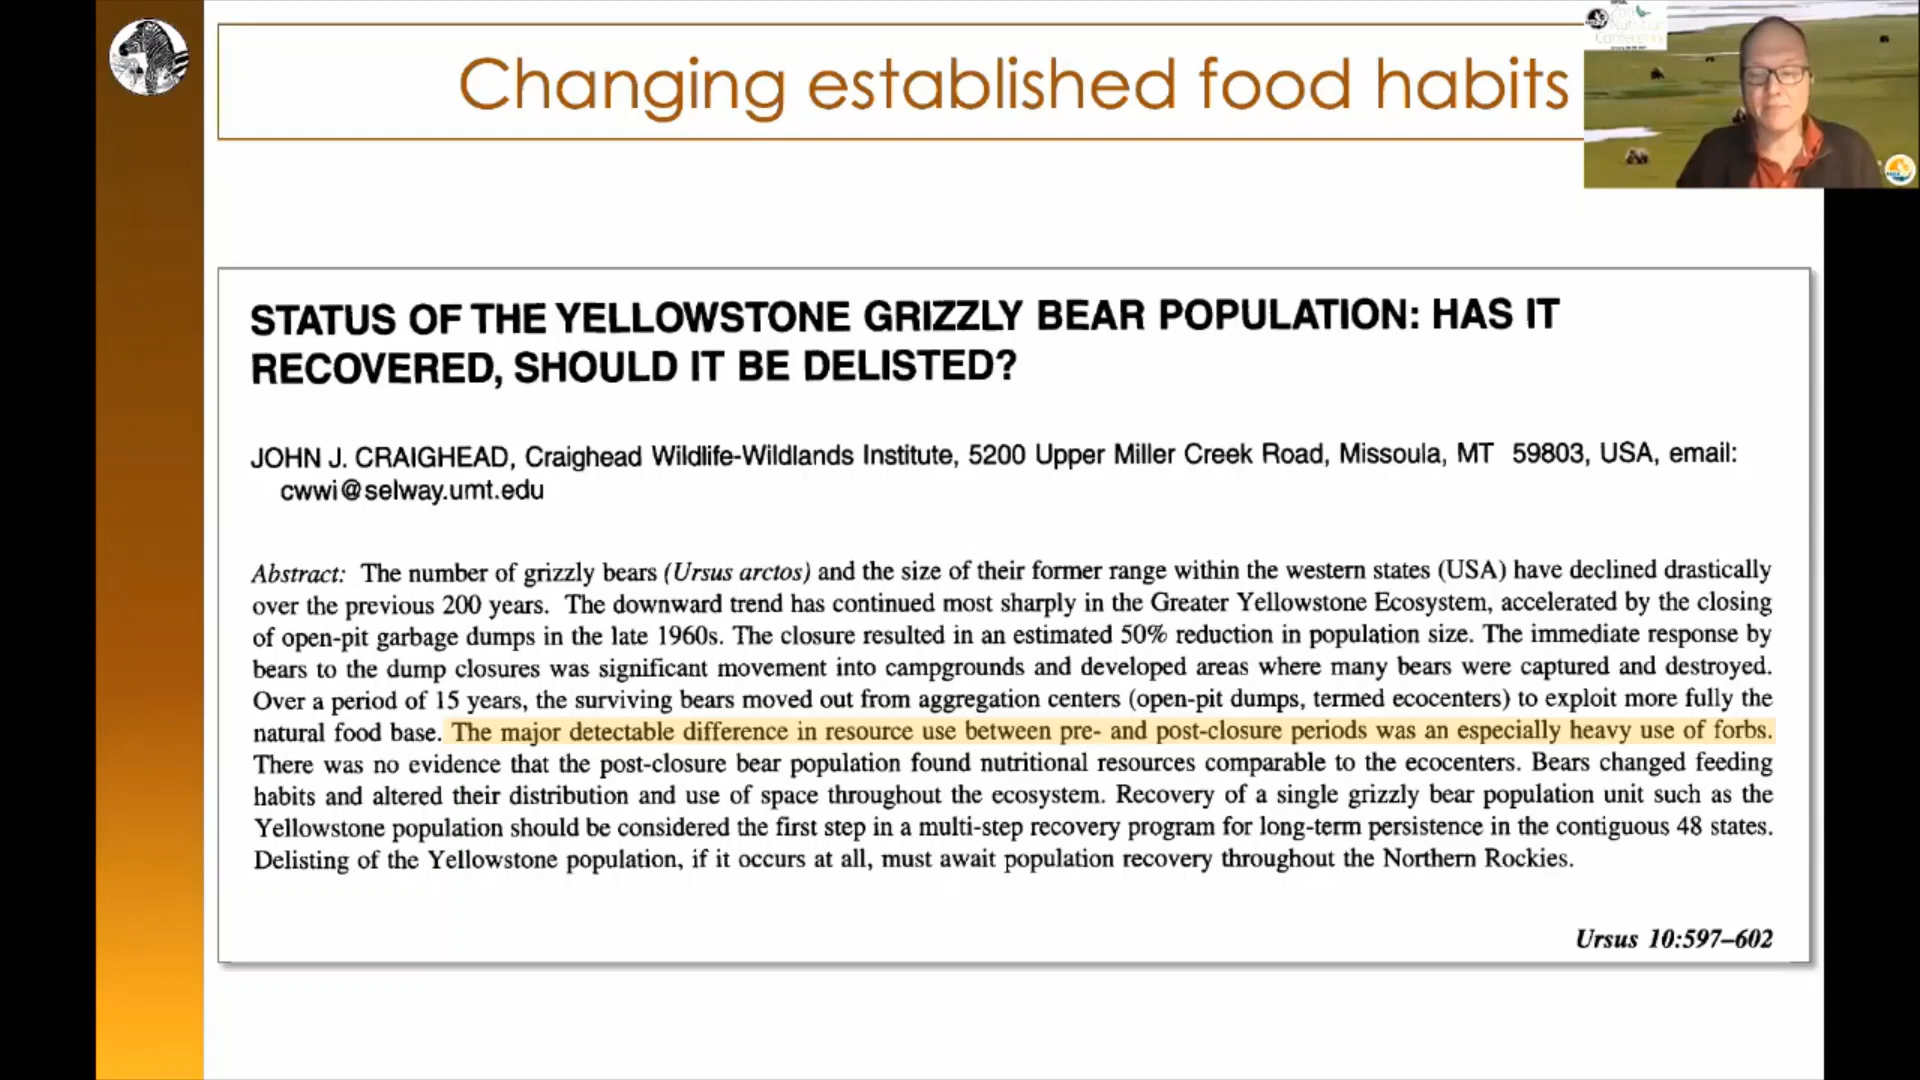 Changing established food habits
STATUS OF THE YELLOWSTONE GRIZZLY BEAR POPULATION: HAS IT
RECOVERED, SHOULD IT BE DELISTED?
JOHN J. CRAIGHEAD, Craighead Wildlife-Wildlands Institute, 5200 Upper Miller Creek Road, Missoula, MT 59803, USA, email:
cwwi@selway.umt.edu
Abstract: The number of grizzly bears (Ursus arctos) and the size of their former range within the western states (USA) have declined drastically
over the previous 200 years. The downward trend has continued most sharply in the Greater Yellowstone Ecosystem, accelerated by the closing
of open-pit garbage dumps in the late 1960s. The closure resulted in an estimated 50% reduction in population size. The immediate response by
bears to the dump closures was significant movement into campgrounds and developed areas where many bears were captured and destroyed.
Over a period of 15 years, the surviving bears moved out from aggregation centers (open-pit dumps, termed ecocenters) to exploit more fully the
natural food base. The major detectable difference in resource use between pre- and post-closure periods was an especially heavy use of forbs.
There was no evidence that the post-closure bear population found nutritional resources comparable to the ecocenters. Bears changed feeding
habits and altered their distribution and use of space throughout the ecosystem. Recovery of a single grizzly bear population unit such as the
Yellowstone population should be considered the first step in a multi-step recovery program for long-term persistence in the contiguous 48 states.
Delisting of the Yellowstone population, if it occurs at all, must await population recovery throughout the Northern Rockies.
Ursus 10:597–602